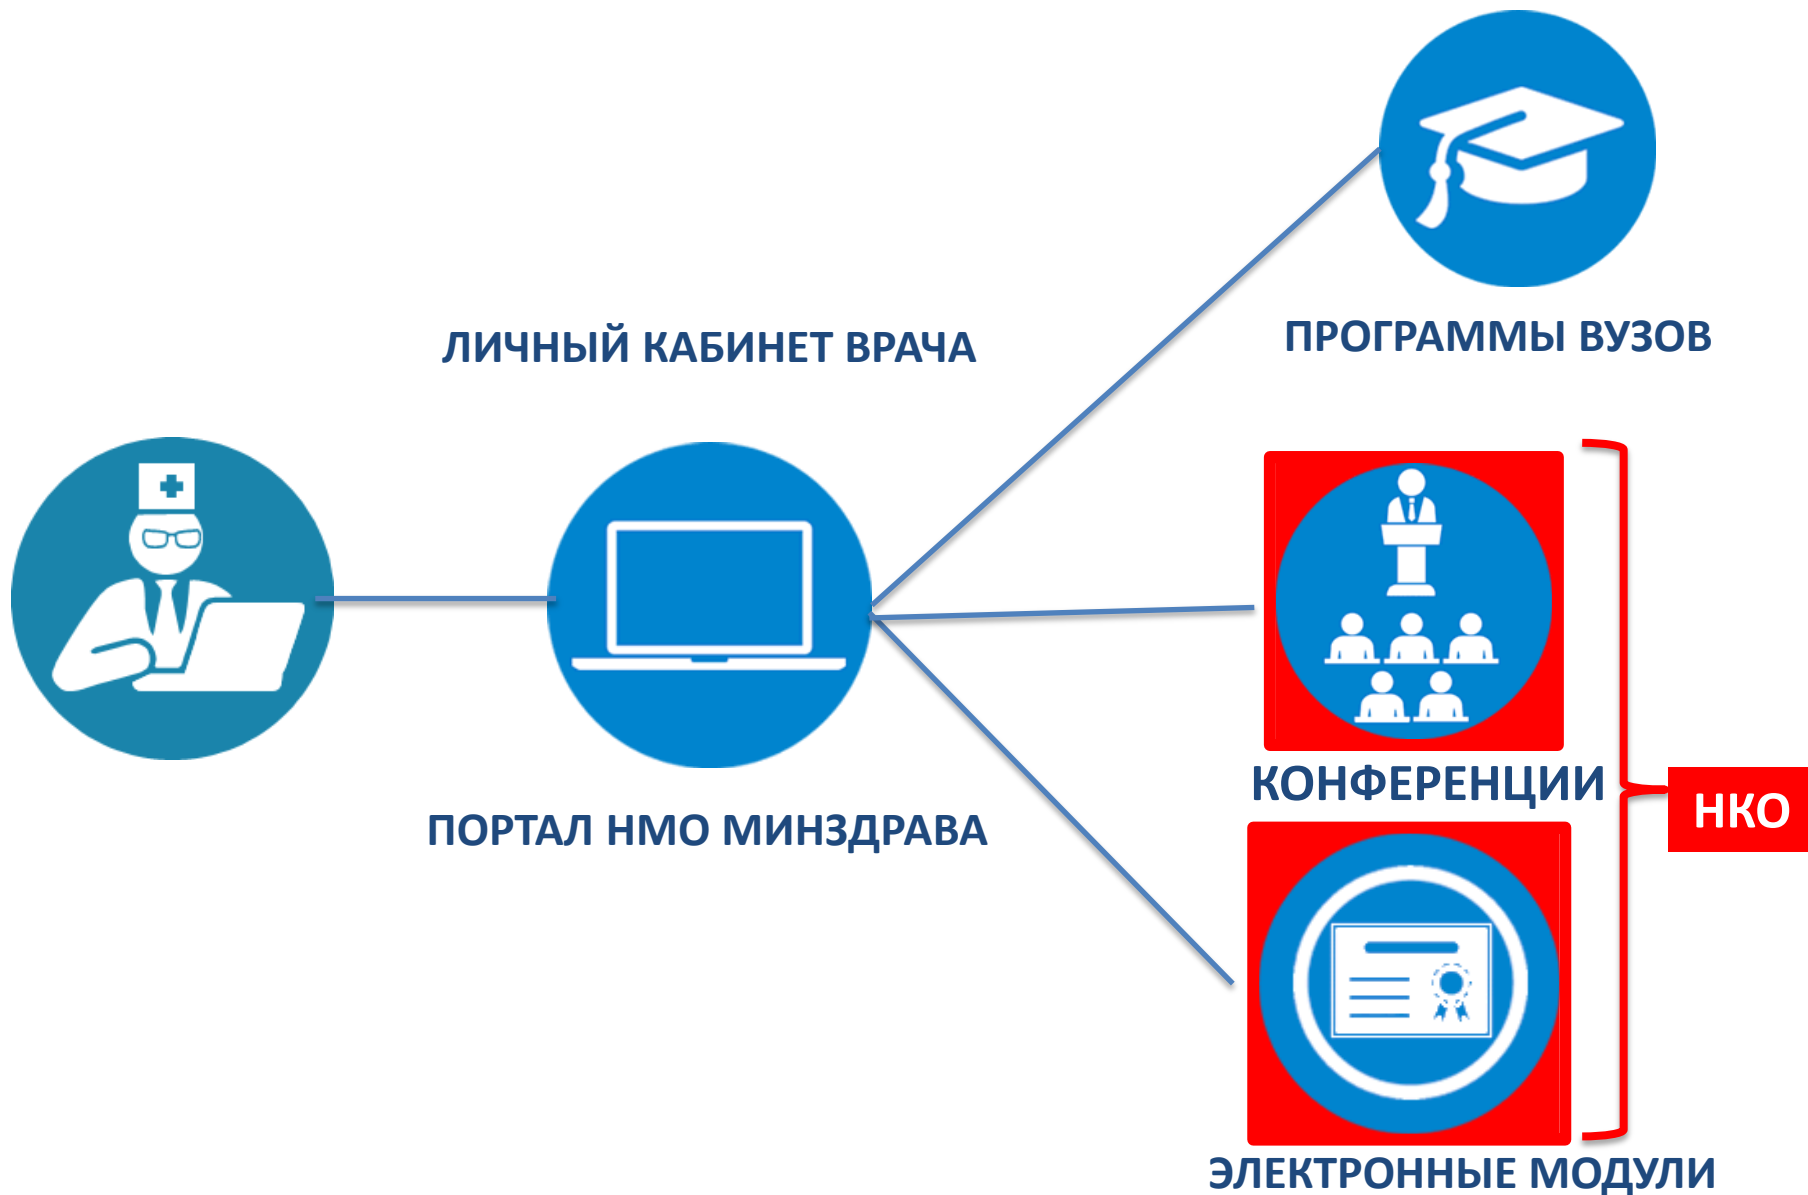 ПРОГРАММЫ ВУЗОВ
ЛИЧНЫЙ КАБИНЕТ ВРАЧА
ПОРТАЛ НМО МИНЗДРАВА
КОНФЕРЕНЦИИ
НКО
ЭЛЕКТРОННЫЕ МОДУЛИ